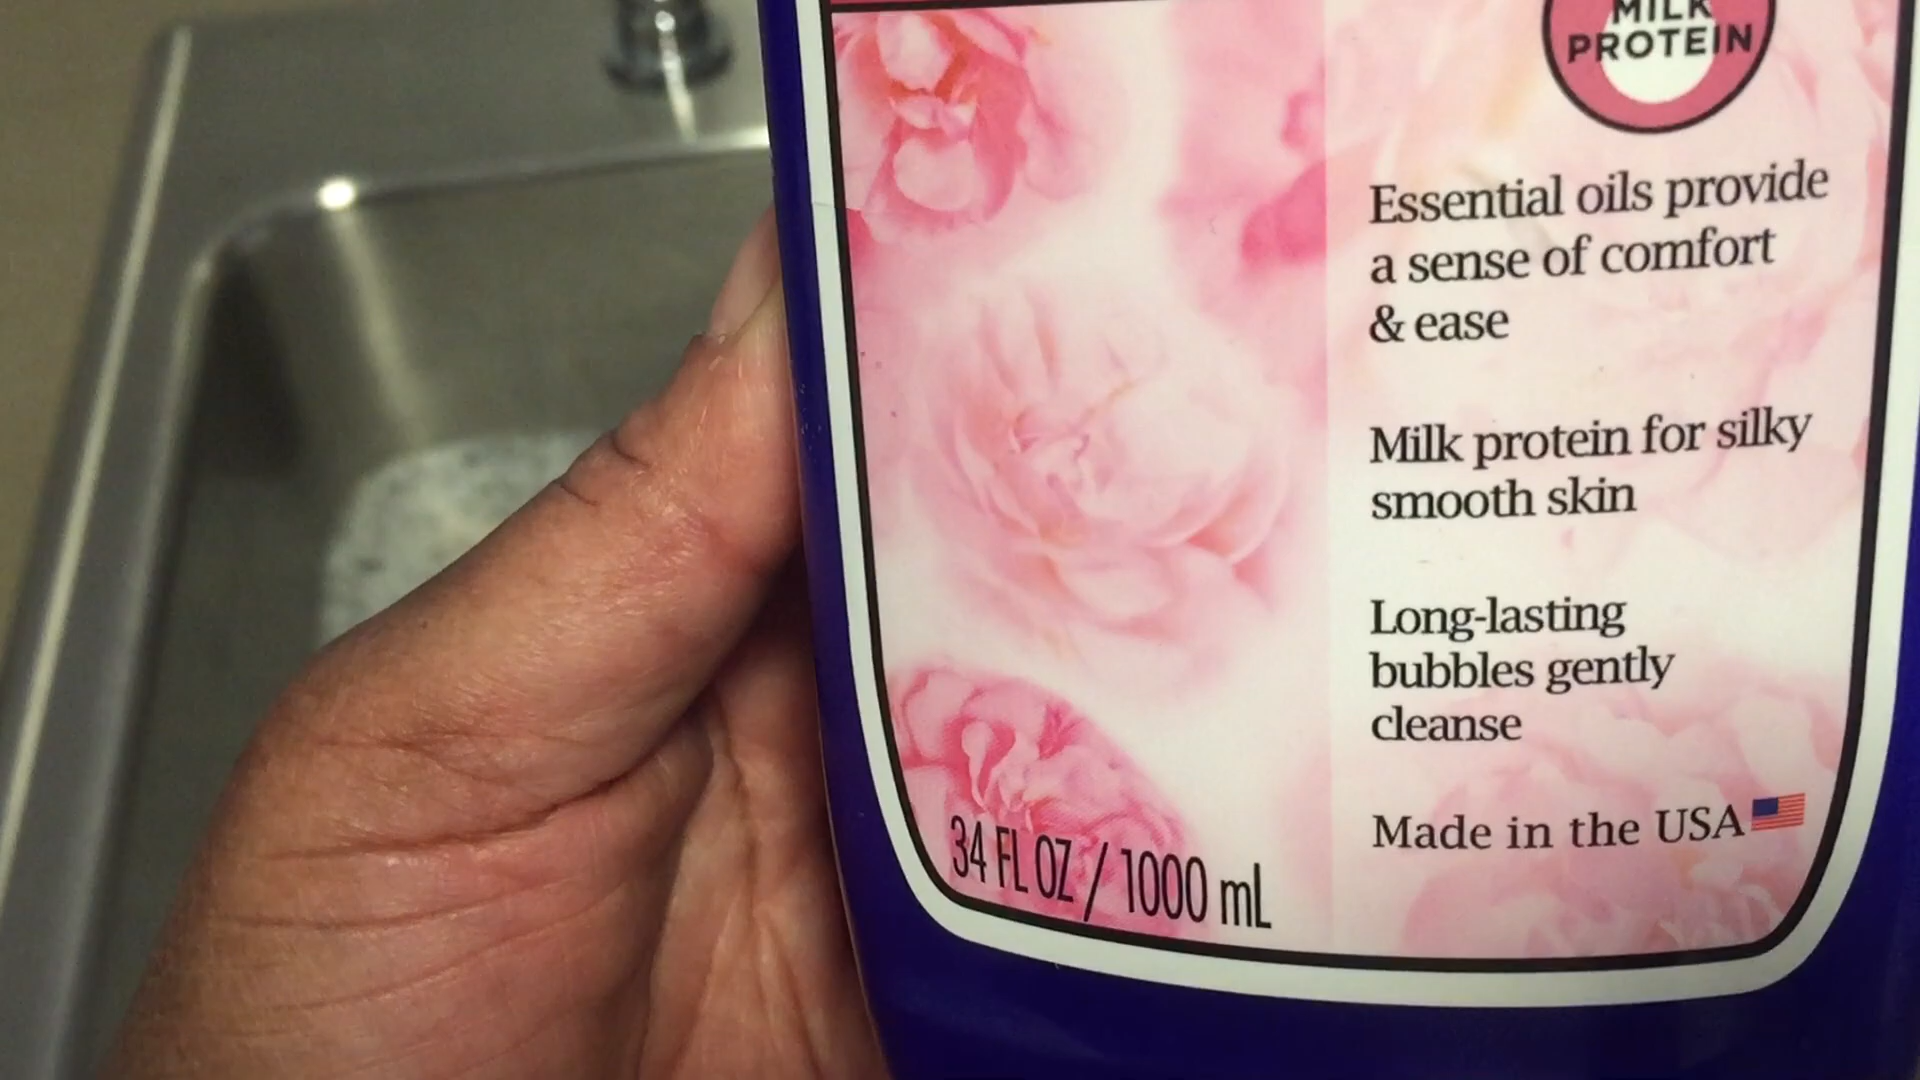 MILK
PROTEIN
Essential oils provide
a sense of comfort
& ease
Milk protein for silky
smooth skin
Long-lasting
bubbles gently
cleanse
Made in the USA
34 FL OZ / 1000 mL